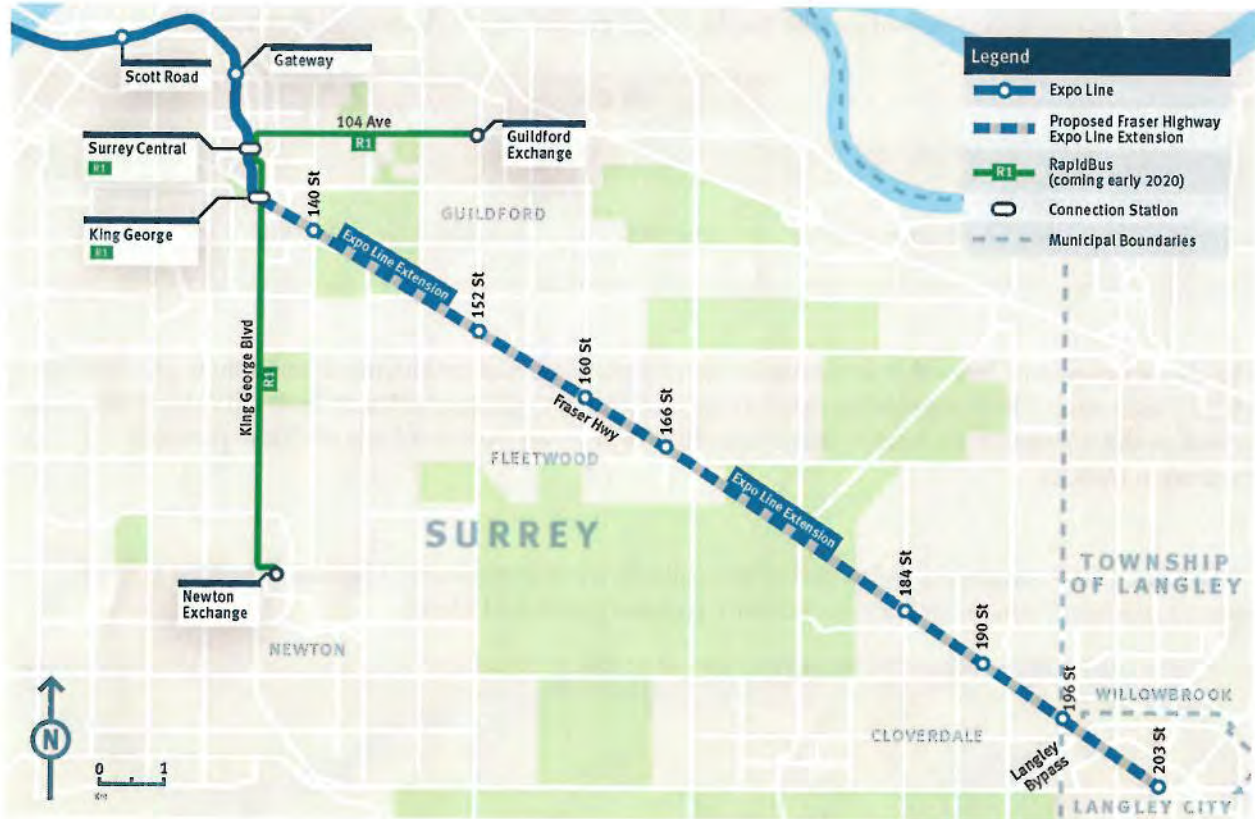 Scott Road
Gateway
Surrey Central
R1
King George
R1
104 Ave
R1
Guildford
Exchange
GUILDFORD
140 St
Expo Line Extension
152 St
160 St
Fraser Hwy
166 St
FLEETWOOD
King George Blvd
R1
SURREY
Expo Line Extension
Newton
Exchange
NEWTON
184 St
190 St
196 St
203 St
CLOVERDALE
Langley
Bypass
TOWNSHIP
OF LANGLEY
WILLOWBROOK
LANGLEY CITY
Legend
Expo Line
Proposed Fraser Highway
Expo Line Extension
R1
RapidBus
(coming early 2020)
Connection Station
Municipal Boundaries
N
0 1